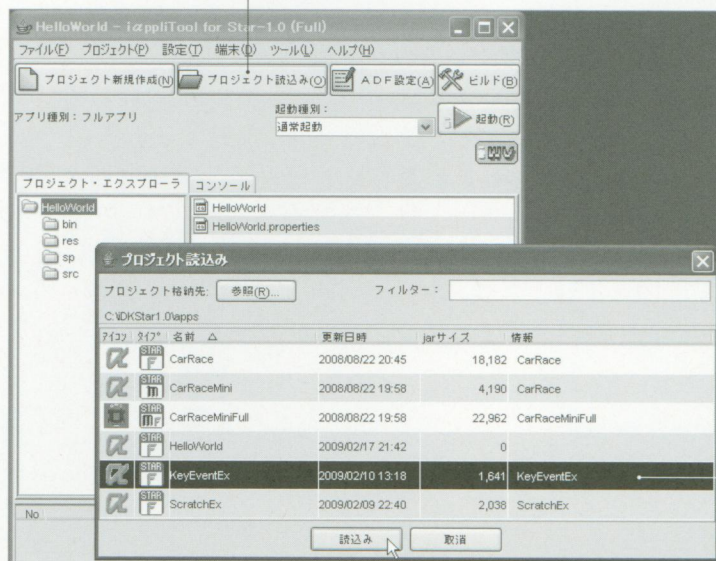 HelloWorld - iαppliTool for Star-1.0 (Full)
ファイル(F) プロジェクト(P) 設定(T) 端末(D) ツール(L) ヘルプ(H)
プロジェクト新規作成(N) プロジェクト読込み(O) ADF設定(A) ビルド(B)
アプリ種別：フルアプリ
起動種別：
通常起動
起動(R)
プロジェクト・エクスプローラ コンソール
HelloWorld
bin
res
sp
src
HelloWorld
HelloWorld.properties
プロジェクト読込み
プロジェクト格納先: 参照(R)... フィルター：
C:\iDKStar1.0\apps
ｱｲｺﾝ ﾀｲﾌﾟ 名前 △ 更新日時 jarサイズ 情報
STAR F CarRace 2008/08/22 20:45 18,182 CarRace
STAR m CarRaceMini 2008/08/22 19:58 4,190 CarRace
STAR mF CarRaceMiniFull 2008/08/22 19:58 22,962 CarRaceMiniFull
STAR F HelloWorld 2009/02/17 21:42 0
STAR F KeyEventEx 2009/02/10 13:18 1,641 KeyEventEx
STAR F ScratchEx 2009/02/09 22:40 2,038 ScratchEx
No
読込み 取消